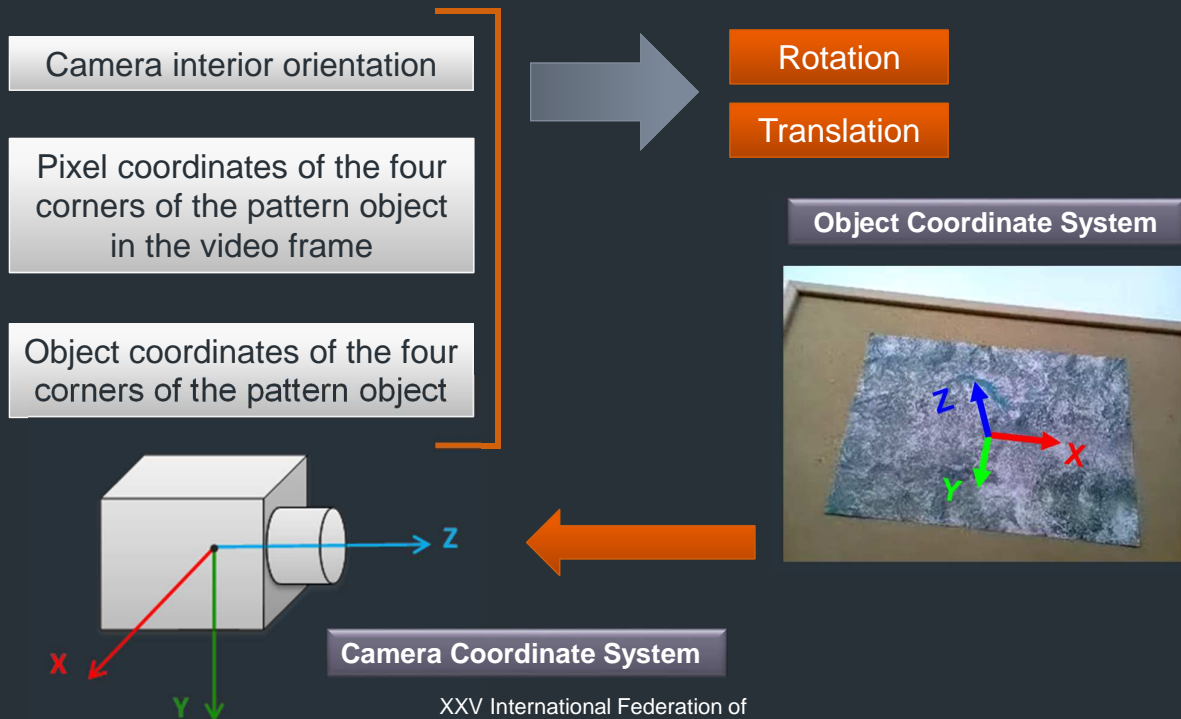 Camera interior orientation
Pixel coordinates of the four
corners of the pattern object
in the video frame
Object coordinates of the four
corners of the pattern object
Rotation
Translation
Object Coordinate System
Z
X
Y
Z
X
Y
Camera Coordinate System
XXV International Federation of